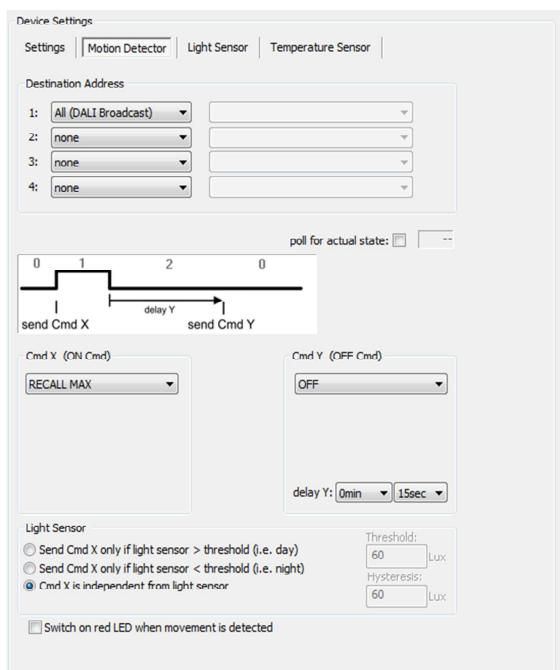 Device Settings
Settings Motion Detector Light Sensor Temperature Sensor
Destination Address
1: All (DALI Broadcast)
2: none
3: none
4: none
poll for actual state: --
0 1 2 0
delay Y
send Cmd X send Cmd Y
Cmd X (ON Cmd) Cmd Y (OFF Cmd)
RECALL MAX OFF
delay Y: 0min 15sec
Light Sensor
Threshold:
Send Cmd X only if light sensor > threshold (i.e. day)
60 Lux
Send Cmd X only if light sensor < threshold (i.e. night)
Hysteresis:
Cmd X is independent from light sensor
60 Lux
Switch on red LED when movement is detected